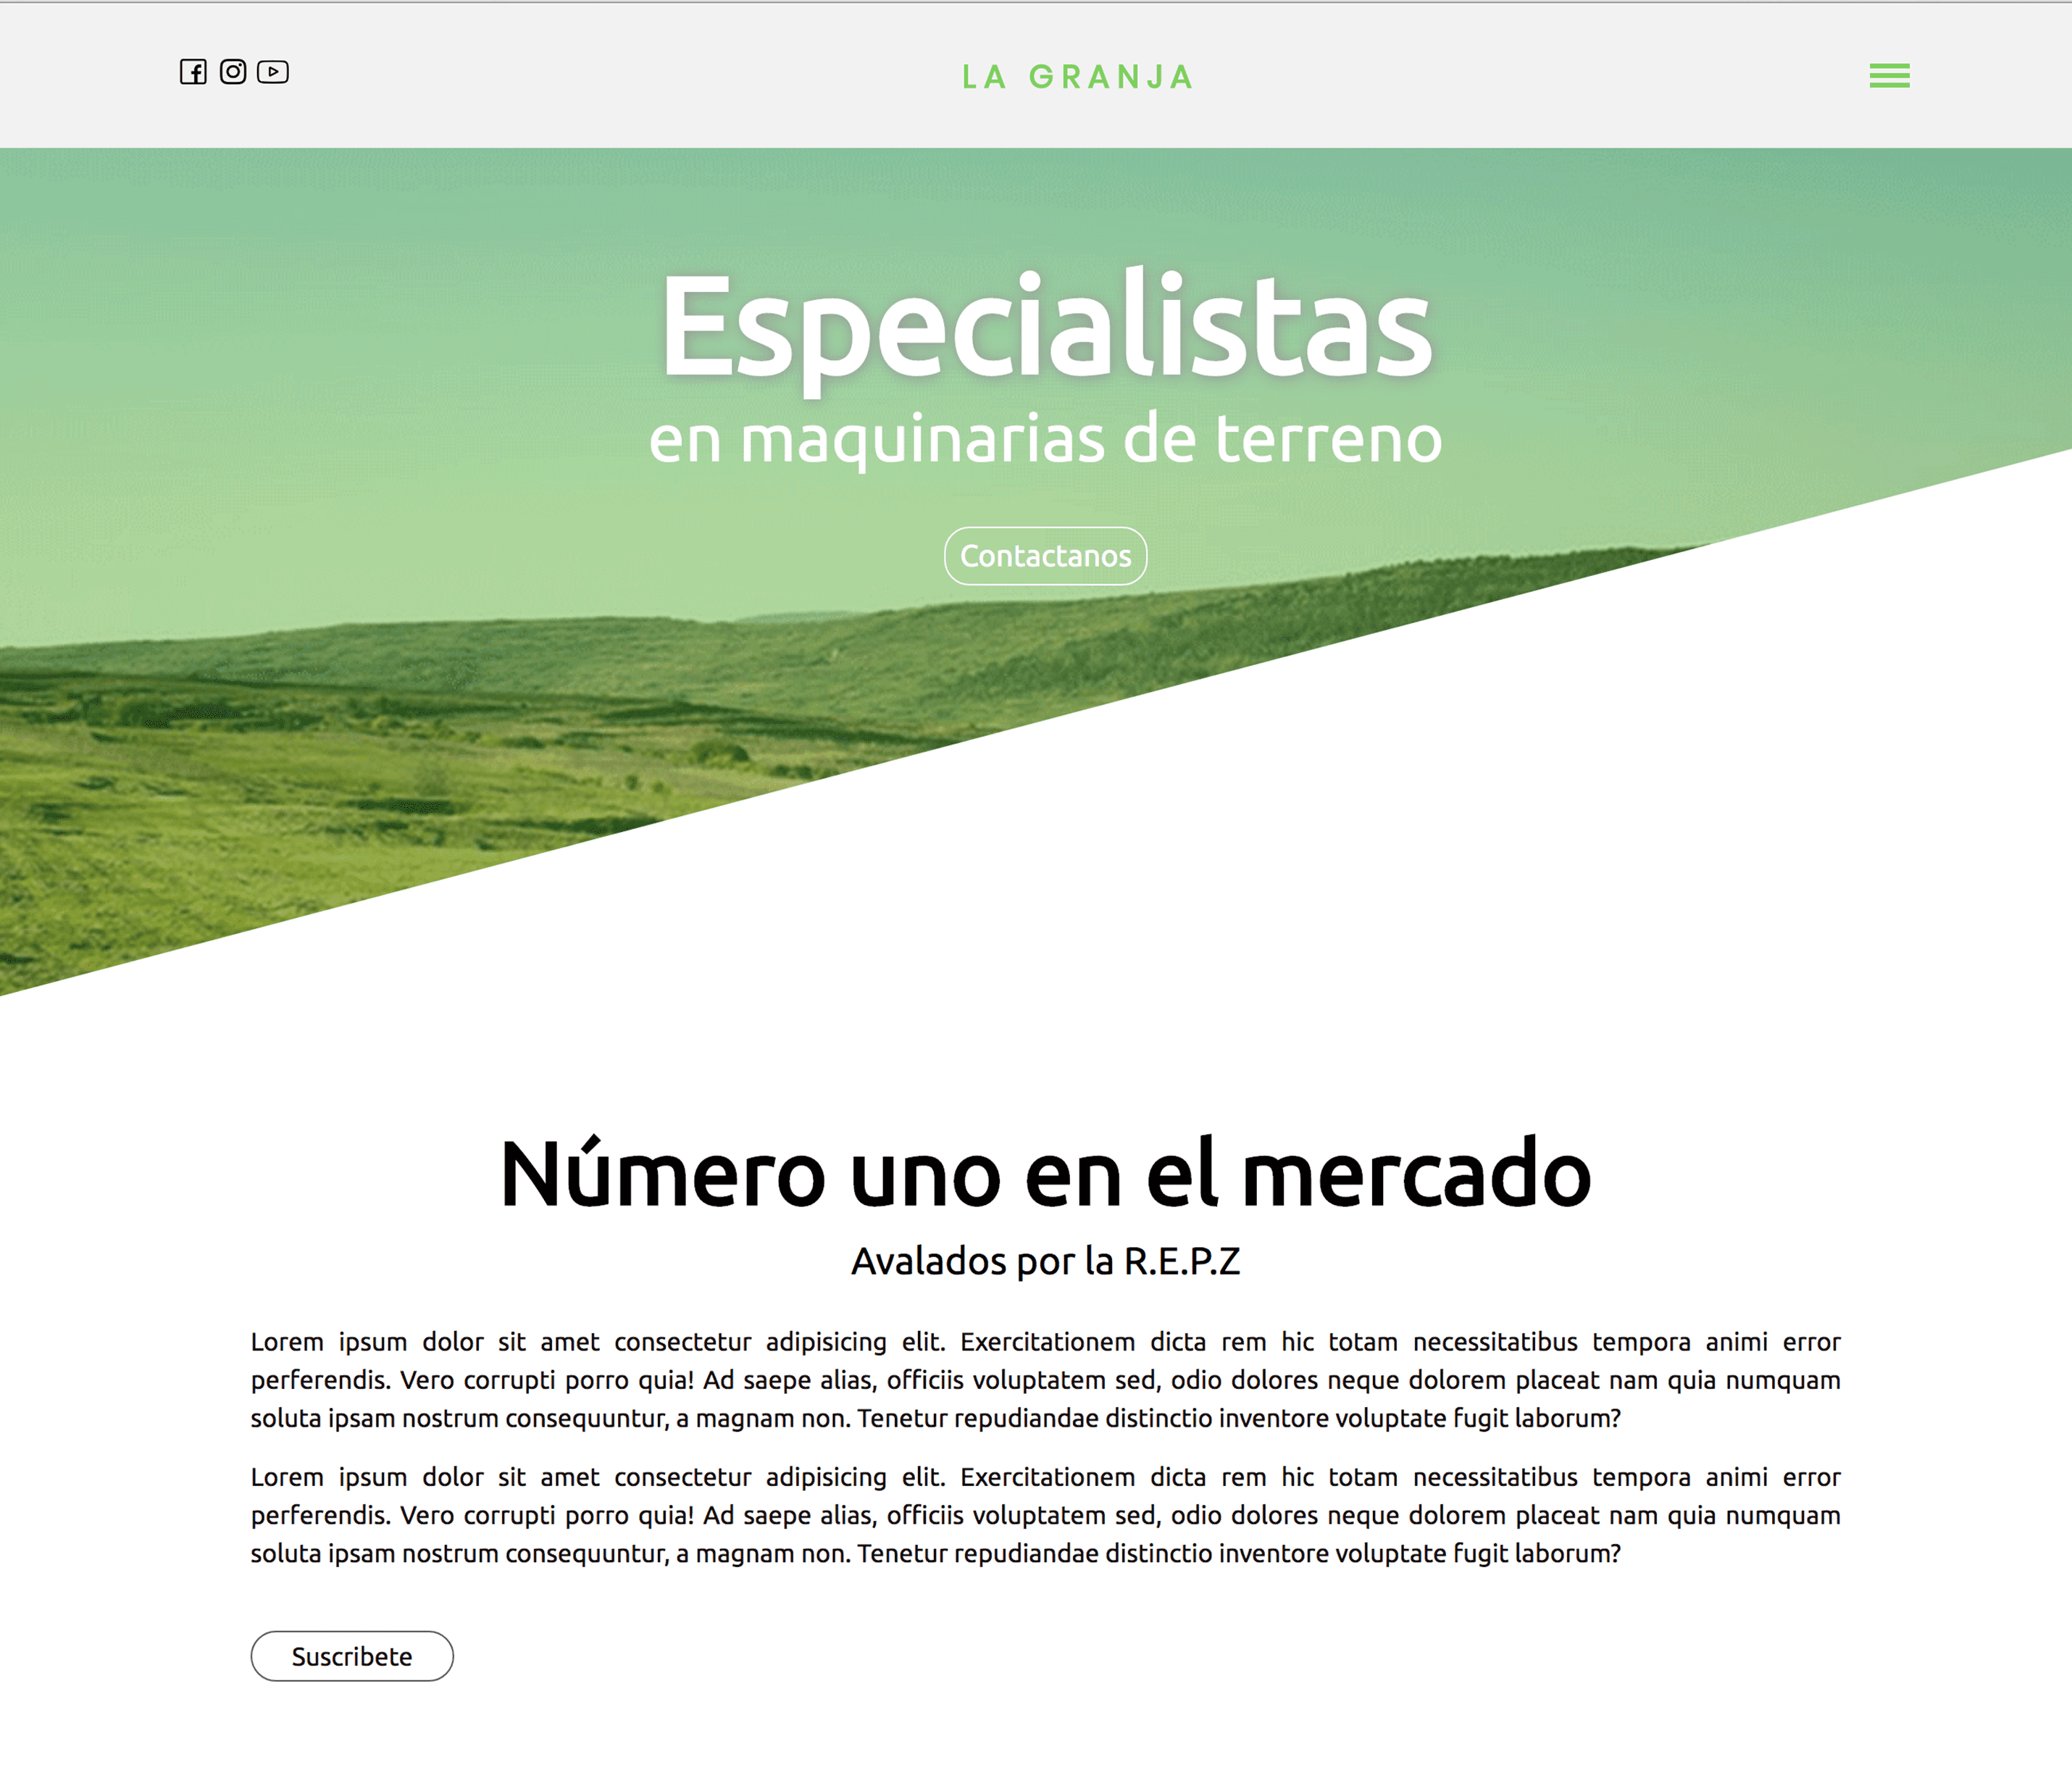 LA GRANJA
Especialistas
en maquinarias de terreno
Contactanos
Número uno en el mercado
Avalados por la R.E.P.Z
Lorem ipsum dolor sit amet consectetur adipisicing elit. Exercitationem dicta rem hic totam necessitatibus tempora animi error
perferendis. Vero corrupti porro quia! Ad saepe alias, officiis voluptatem sed, odio dolores neque dolorem placeat nam quia numquam
soluta ipsam nostrum consequuntur, a magnam non. Tenetur repudiandae distinctio inventore voluptate fugit laborum?
Lorem ipsum dolor sit amet consectetur adipisicing elit. Exercitationem dicta rem hic totam necessitatibus tempora animi error
perferendis. Vero corrupti porro quia! Ad saepe alias, officiis voluptatem sed, odio dolores neque dolorem placeat nam quia numquam
soluta ipsam nostrum consequuntur, a magnam non. Tenetur repudiandae distinctio inventore voluptate fugit laborum?
Suscribete